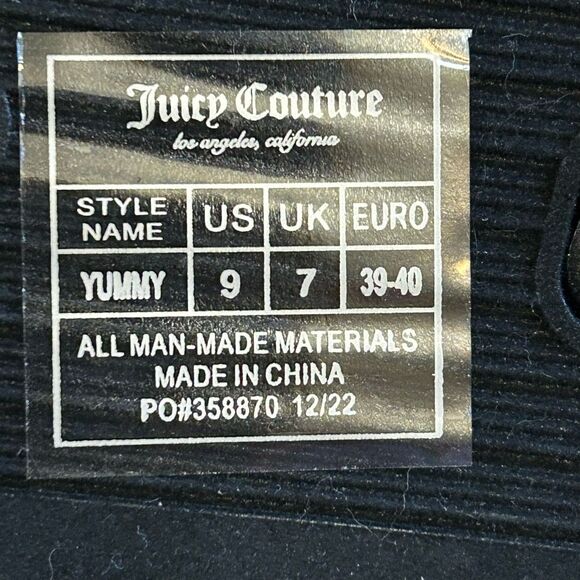 Juicy Couture
los angeles, california
STYLE NAME US UK EURO
YUMMY 9 7 39-40
ALL MAN-MADE MATERIALS
MADE IN CHINA
PO#358870 12/22